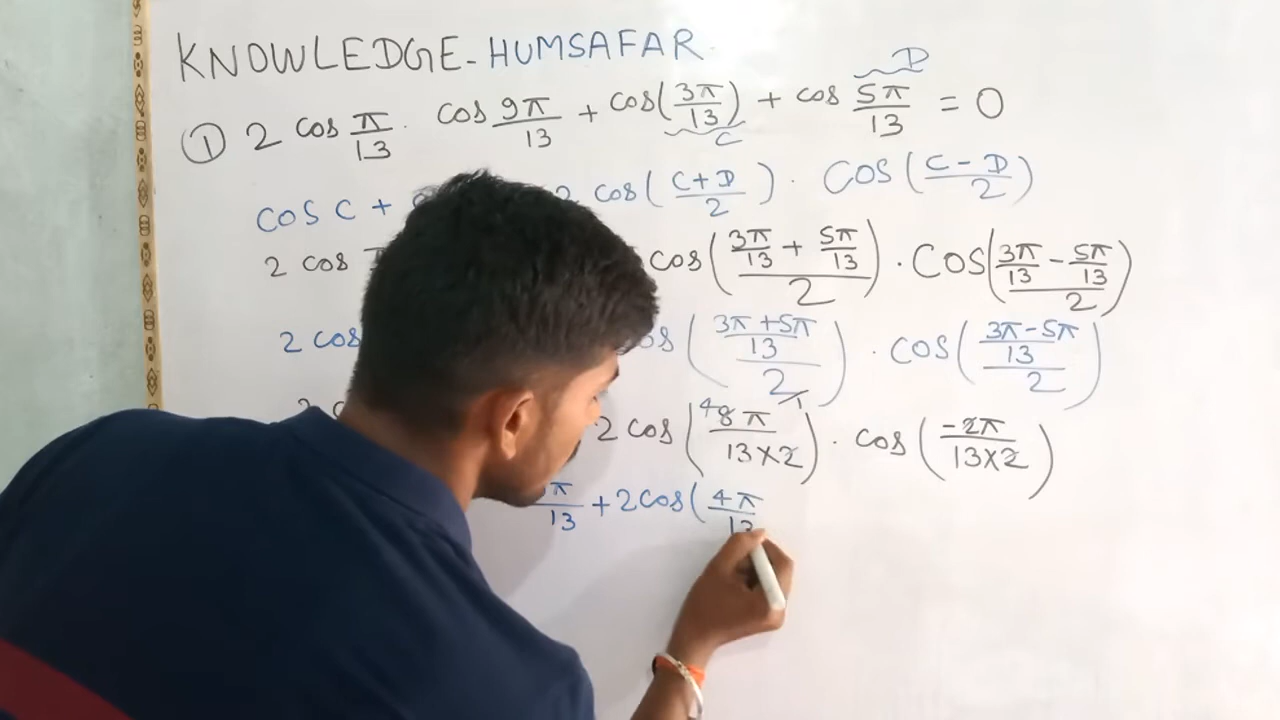 KNOWLEDGE-HUMSAFAR.
D
① 2 cos π/13 . cos 9π/13 + cos(3π/13) + cos 5π/13 = 0
C
cos C + 2 cos(C+D/2) . cos(C-D/2)
2 cos cos(3π/13 + 5π/13/2) . cos(3π/13 - 5π/13/2)
2 cos (3π+5π/13/2) . cos(3π-5π/13/2)
2 cos(8π/13×2) . cos(-2π/13×2)
π/13 + 2cos(4π/13